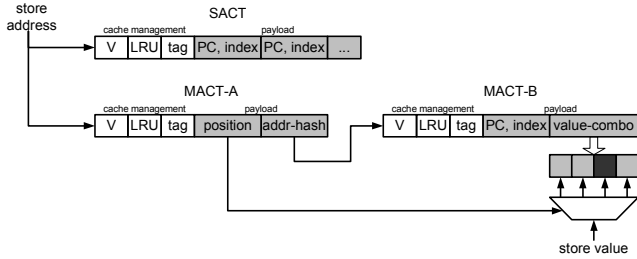 SACT
store
address
cache management payload
V LRU tag PC, index PC, index ...
MACT-A MACT-B
cache management payload cache management payload
V LRU tag position addr-hash V LRU tag PC, index value-combo
store value